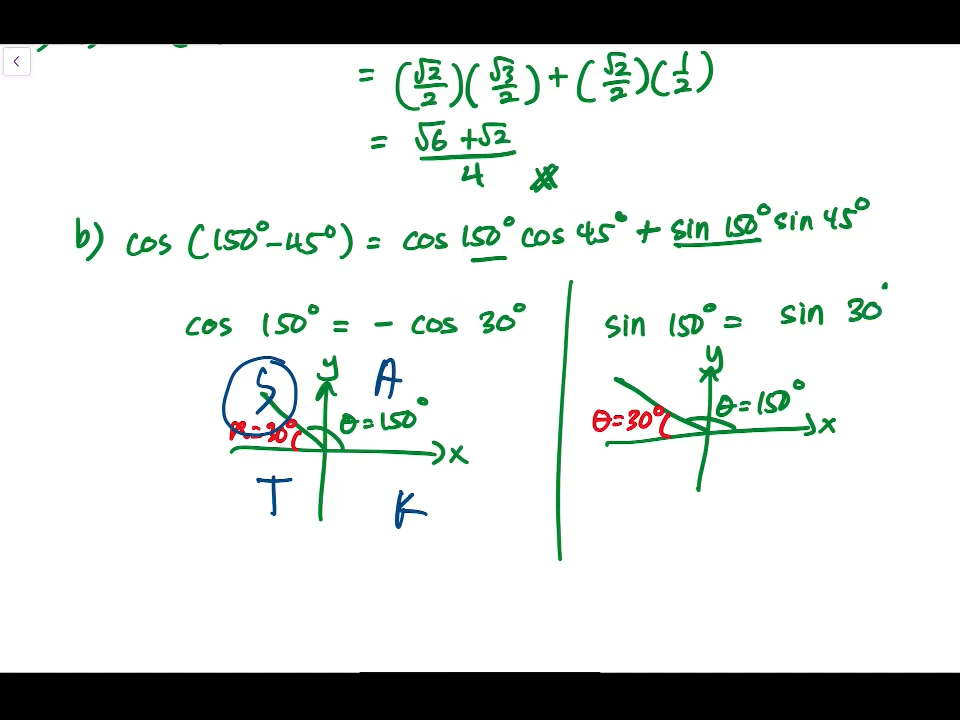 = (√2/2)(√3/2) + (√2/2)(1/2)
= (√6 + √2)/4
b) cos (150° - 45°) = cos 150° cos 45° + sin 150° sin 45°
cos 150° = - cos 30°
S
A
y
α = 30°
θ = 150°
x
T
K
sin 150° = sin 30°
y
θ = 30°
θ = 150°
x